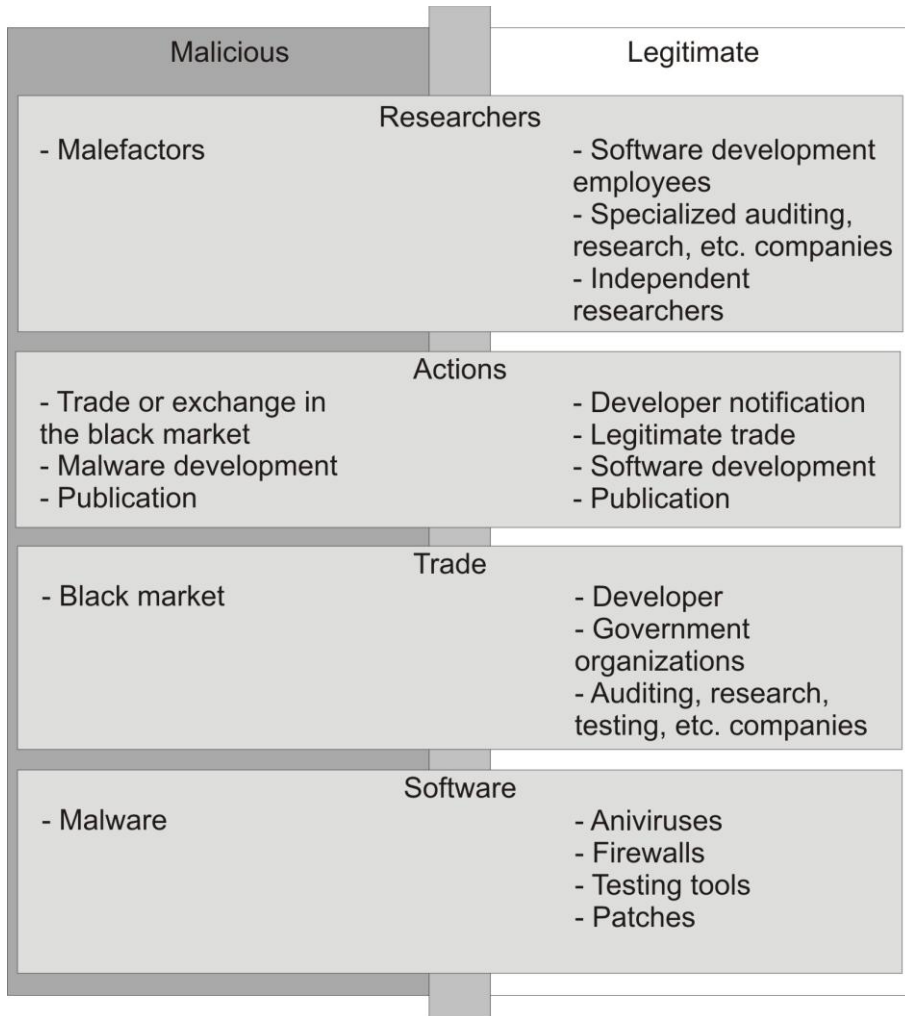 Malicious
Legitimate
Researchers
- Malefactors
- Software development
employees
- Specialized auditing,
research, etc. companies
- Independent
researchers
Actions
- Trade or exchange in
the black market
- Malware development
- Publication
- Developer notification
- Legitimate trade
- Software development
- Publication
Trade
- Black market
- Developer
- Government
organizations
- Auditing, research,
testing, etc. companies
Software
- Malware
- Aniviruses
- Firewalls
- Testing tools
- Patches